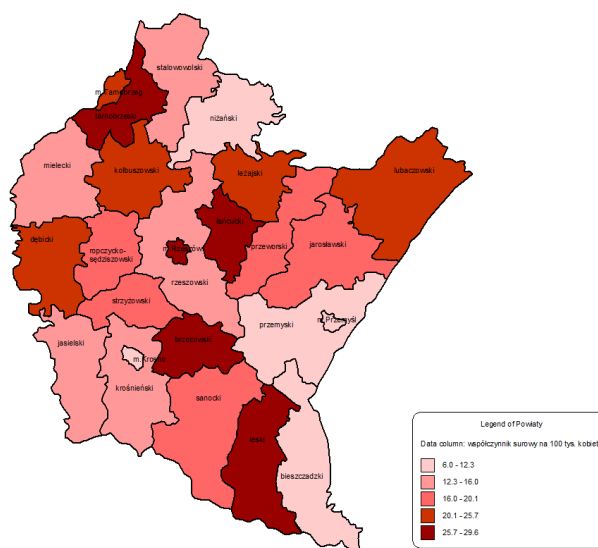 stalowowolski
m.Tarnobrzeg
tarnobrzeski
niżański
mielecki
kolbuszowski
leżajski
lubaczowski
łańcucki
dębicki
ropczycko-
sędziszowski
m.Rzeszów
przeworski
jarosławski
rzeszowski
strzyżowski
przemyski
m.Przemyśl
jasielski
m.Krosno
brzozowski
krośnieński
sanocki
leski
bieszczadzki
Legend of Powiaty
Data column: współczynnik surowy na 100 tys. kobiet
6.0 - 12.3
12.3 - 16.0
16.0 - 20.1
20.1 - 25.7
25.7 - 29.6